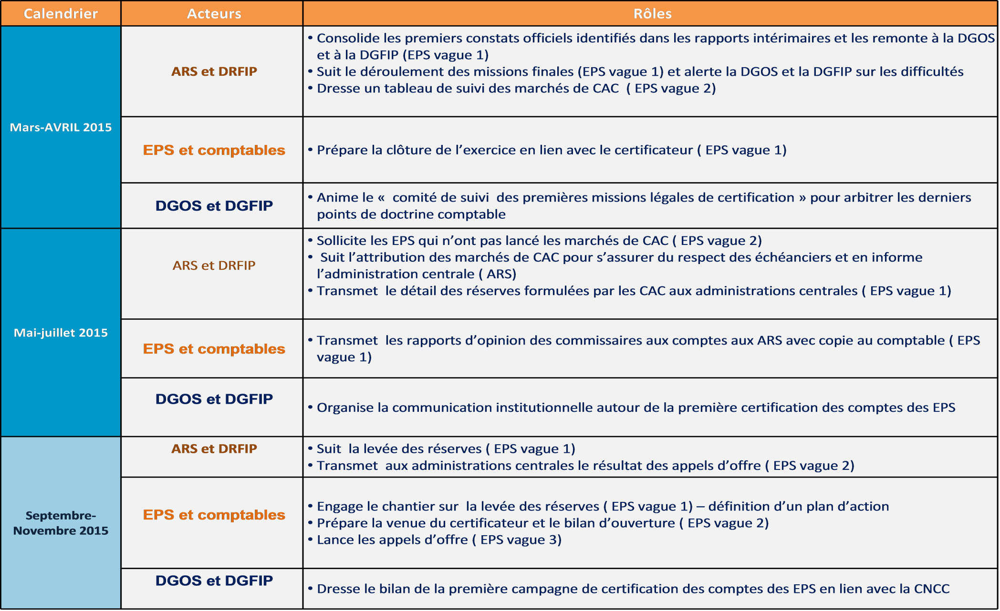 Calendrier
Acteurs
Rôles
Mars-AVRIL 2015
ARS et DRFIP
• Consolide les premiers constats officiels identifiés dans les rapports intérimaires et les remonte à la DGOS
et à la DGFIP (EPS vague 1)
• Suit le déroulement des missions finales (EPS vague 1) et alerte la DGOS et la DGFIP sur les difficultés
• Dresse un tableau de suivi des marchés de CAC ( EPS vague 2)
EPS et comptables
• Prépare la clôture de l’exercice en lien avec le certificateur ( EPS vague 1)
DGOS et DGFIP
• Anime le « comité de suivi des premières missions légales de certification » pour arbitrer les derniers
points de doctrine comptable
Mai-juillet 2015
ARS et DRFIP
• Sollicite les EPS qui n’ont pas lancé les marchés de CAC ( EPS vague 2)
• Suit l’attribution des marchés de CAC pour s’assurer du respect des échéanciers et en informe
l’administration centrale ( ARS)
• Transmet le détail des réserves formulées par les CAC aux administrations centrales ( EPS vague 1)
EPS et comptables
• Transmet les rapports d’opinion des commissaires aux comptes aux ARS avec copie au comptable ( EPS
vague 1)
DGOS et DGFIP
• Organise la communication institutionnelle autour de la première certification des comptes des EPS
Septembre-
Novembre 2015
ARS et DRFIP
• Suit la levée des réserves ( EPS vague 1)
• Transmet aux administrations centrales le résultat des appels d’offre ( EPS vague 2)
EPS et comptables
• Engage le chantier sur la levée des réserves ( EPS vague 1) – définition d’un plan d’action
• Prépare la venue du certificateur et le bilan d’ouverture ( EPS vague 2)
• Lance les appels d’offre ( EPS vague 3)
DGOS et DGFIP
• Dresse le bilan de la première campagne de certification des comptes des EPS en lien avec la CNCC